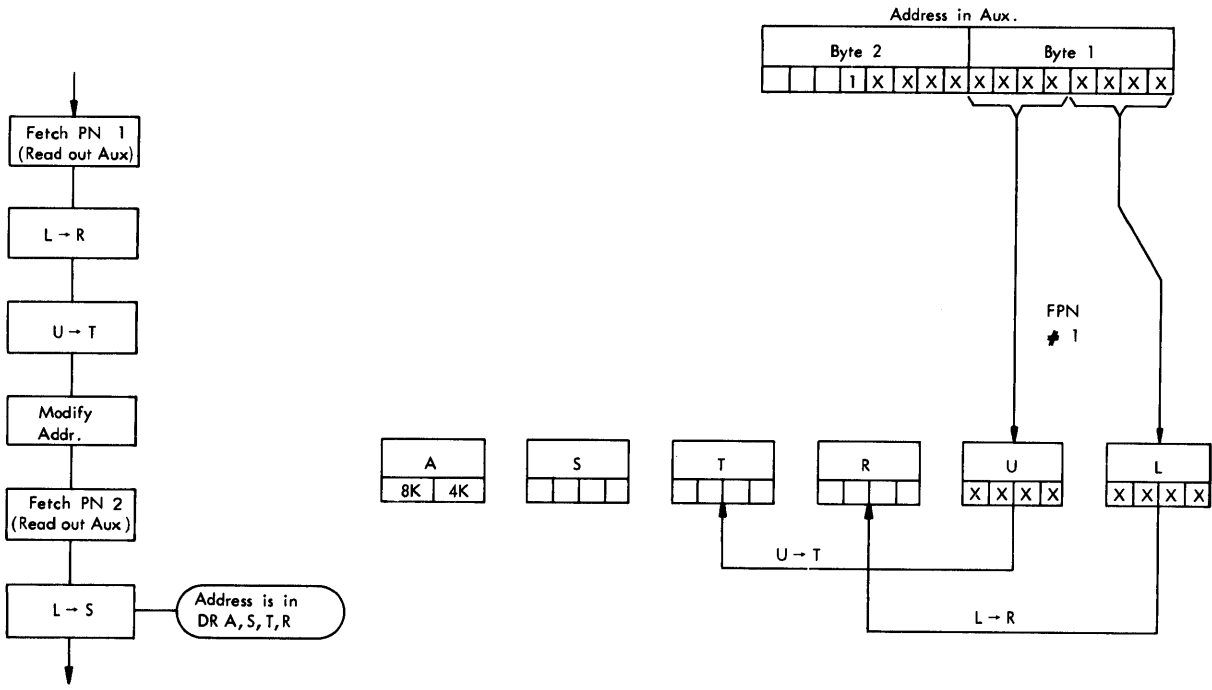 Address in Aux.
Byte 2 Byte 1
1 X X X X X X X X X X X X
Fetch PN 1
(Read out Aux)
L → R
U → T
Modify
Addr.
Fetch PN 2
(Read out Aux)
L → S
Address is in
DR A, S, T, R
FPN
# 1
A S T R U L
8K 4K X X X X X X X X
U → T
L → R